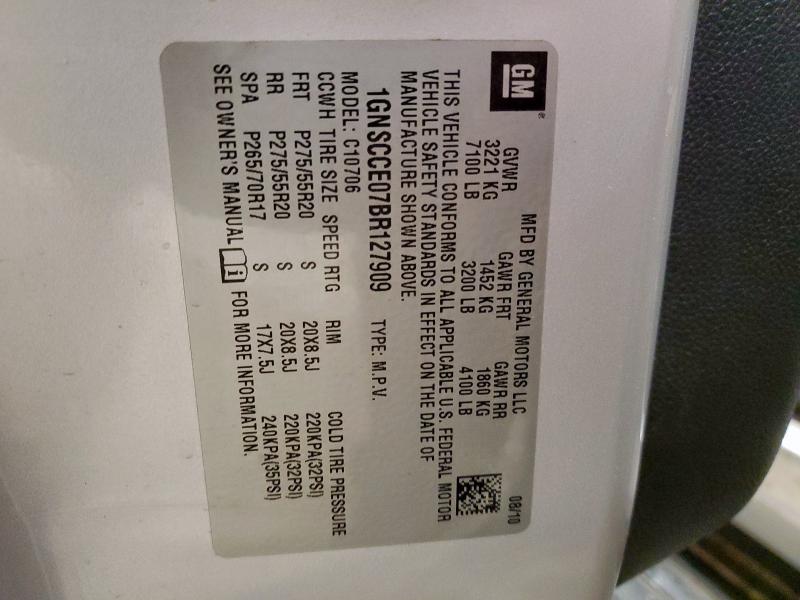 GM®
MFD BY GENERAL MOTORS LLC 08/10
GVWR GAWR FRT GAWR RR
3221 KG 1452 KG 1860 KG
7100 LB 3200 LB 4100 LB
THIS VEHICLE CONFORMS TO ALL APPLICABLE U.S. FEDERAL MOTOR
VEHICLE SAFETY STANDARDS IN EFFECT ON THE DATE OF
MANUFACTURE SHOWN ABOVE.
1GNSCCE07BR127909 TYPE: M.P.V.
MODEL: C10706
CCWH TIRE SIZE SPEED RTG RIM COLD TIRE PRESSURE
FRT P275/55R20 S 20X8.5J 220KPA(32PSI)
RR P275/55R20 S 20X8.5J 220KPA(32PSI)
SPA P265/70R17 S 17X7.5J 240KPA(35PSI)
SEE OWNER'S MANUAL i FOR MORE INFORMATION.